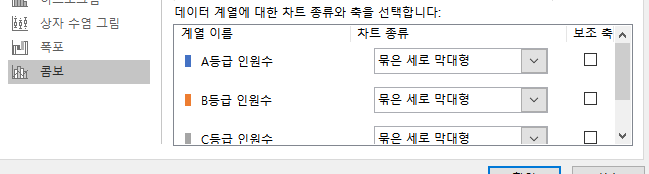 데이터 계열에 대한 차트 종류와 축을 선택합니다:
계열 이름 차트 종류 보조 축
상자 수염 그림
폭포
콤보
A등급 인원수 묶은 세로 막대형
B등급 인원수 묶은 세로 막대형
C등급 인원수 묶은 세로 막대형